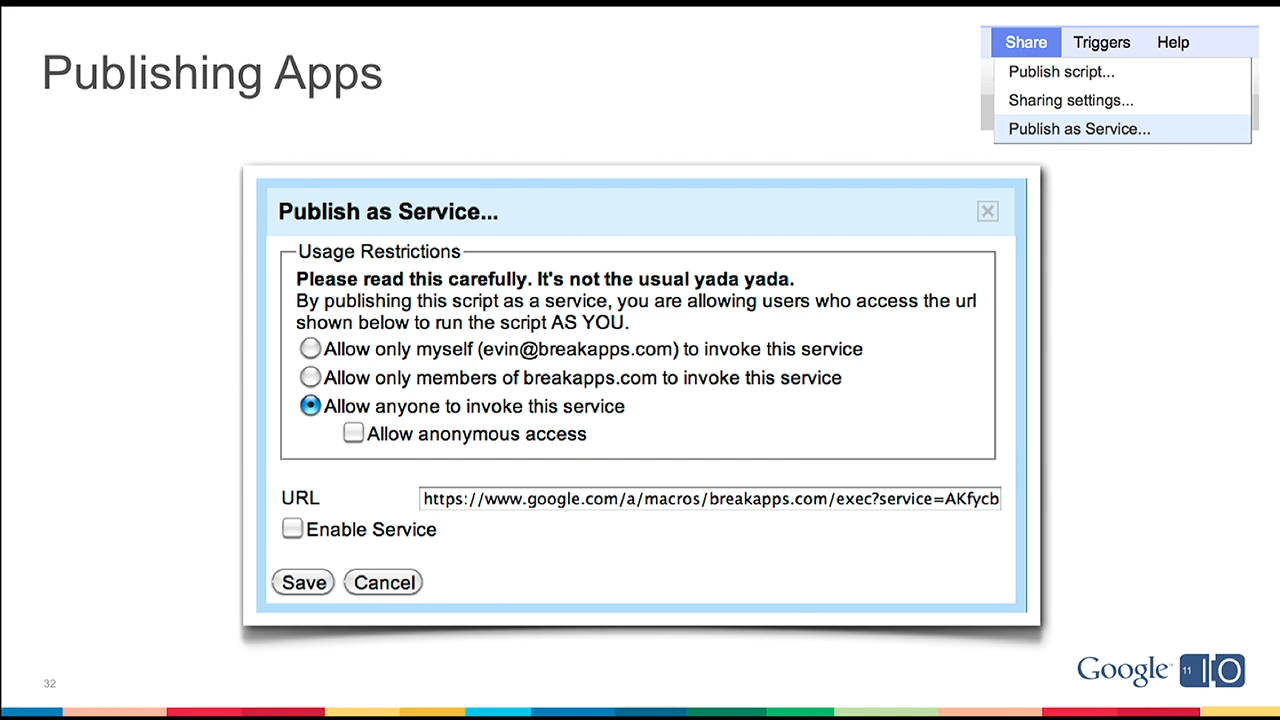 Publishing Apps
Share Triggers Help
Publish script...
Sharing settings...
Publish as Service...
Publish as Service...
Usage Restrictions
Please read this carefully. It's not the usual yada yada.
By publishing this script as a service, you are allowing users who access the url
shown below to run the script AS YOU.
Allow only myself (evin@breakapps.com) to invoke this service
Allow only members of breakapps.com to invoke this service
Allow anyone to invoke this service
Allow anonymous access
URL https://www.google.com/a/macros/breakapps.com/exec?service=AKfycb
Enable Service
Save Cancel
32
Google 11 IO